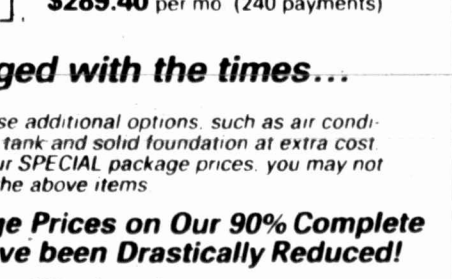 $289.40 per mo (240 payments)
ged with the times...
se additional options, such as air condi-
tank and solid foundation at extra cost.
ur SPECIAL package prices, you may not
he above items
ge Prices on Our 90% Complete
ve been Drastically Reduced!